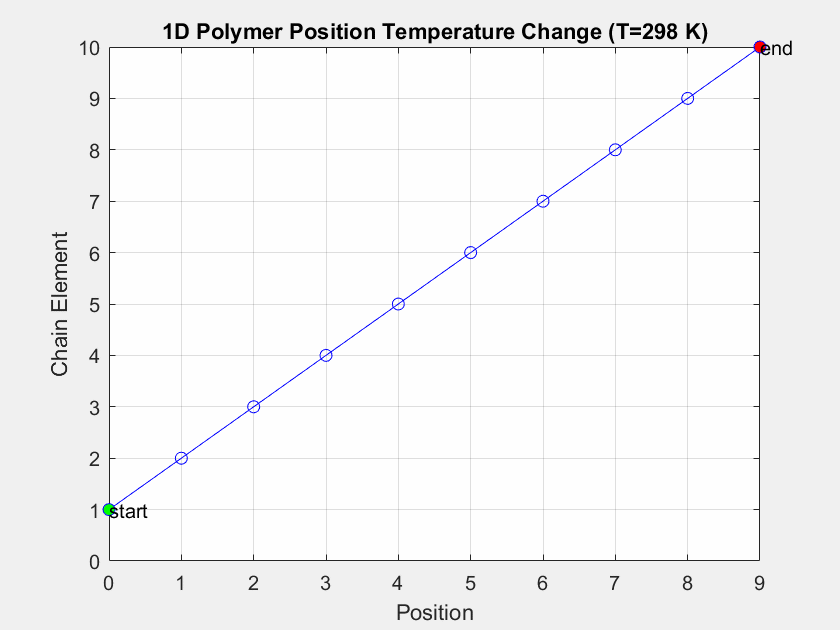 1D Polymer Position Temperature Change (T=298 K)
10
end
9
8
7
6
5
4
3
2
1
start
0
Chain Element
0 1 2 3 4 5 6 7 8 9
Position